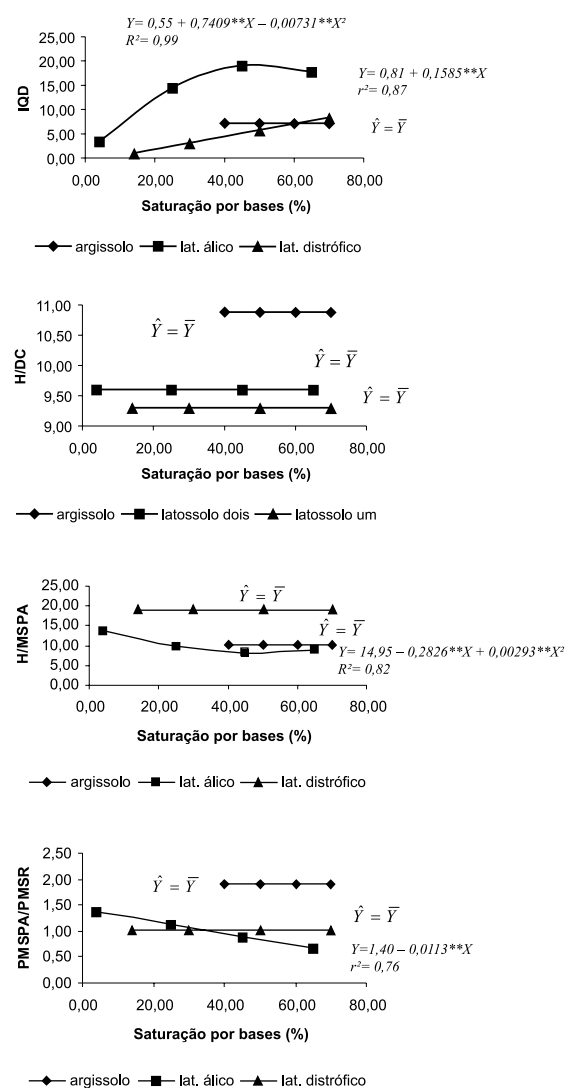 Y= 0,55 + 0,7409**X – 0,00731**X²
R²= 0,99
IQD
25,00
20,00
15,00
10,00
5,00
0,00
Y= 0,81 + 0,1585**X
r²= 0,87
Ŷ = Y̅
0,00 20,00 40,00 60,00 80,00
Saturação por bases (%)
argissolo lat. álico lat. distrófico
H/DC
11,00
10,50
10,00
9,50
9,00
Ŷ = Y̅
Ŷ = Y̅
Ŷ = Y̅
0,00 20,00 40,00 60,00 80,00
Saturação por bases (%)
argissolo latossolo dois latossolo um
H/MSPA
25,00
20,00
15,00
10,00
5,00
0,00
Ŷ = Y̅
Ŷ = Y̅
Y= 14,95 – 0,2826**X + 0,00293**X²
R²= 0,82
0,00 20,00 40,00 60,00 80,00
Saturação por bases (%)
argissolo lat. álico lat. distrófico
PMSPA/PMSR
2,50
2,00
1,50
1,00
0,50
0,00
Ŷ = Y̅
Ŷ = Y̅
Y=1,40 – 0,0113**X
r²= 0,76
0,00 20,00 40,00 60,00 80,00
Saturação por bases (%)
argissolo lat. álico lat. distrófico